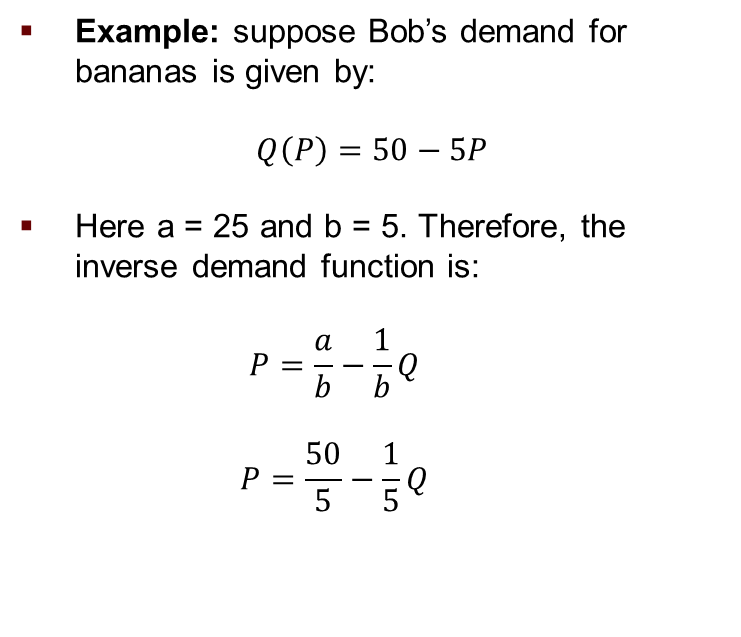 ▪ Example: suppose Bob's demand for
bananas is given by:
Q(P) = 50 − 5P
▪ Here a = 25 and b = 5. Therefore, the
inverse demand function is:
P = a/b − 1/b Q
P = 50/5 − 1/5 Q